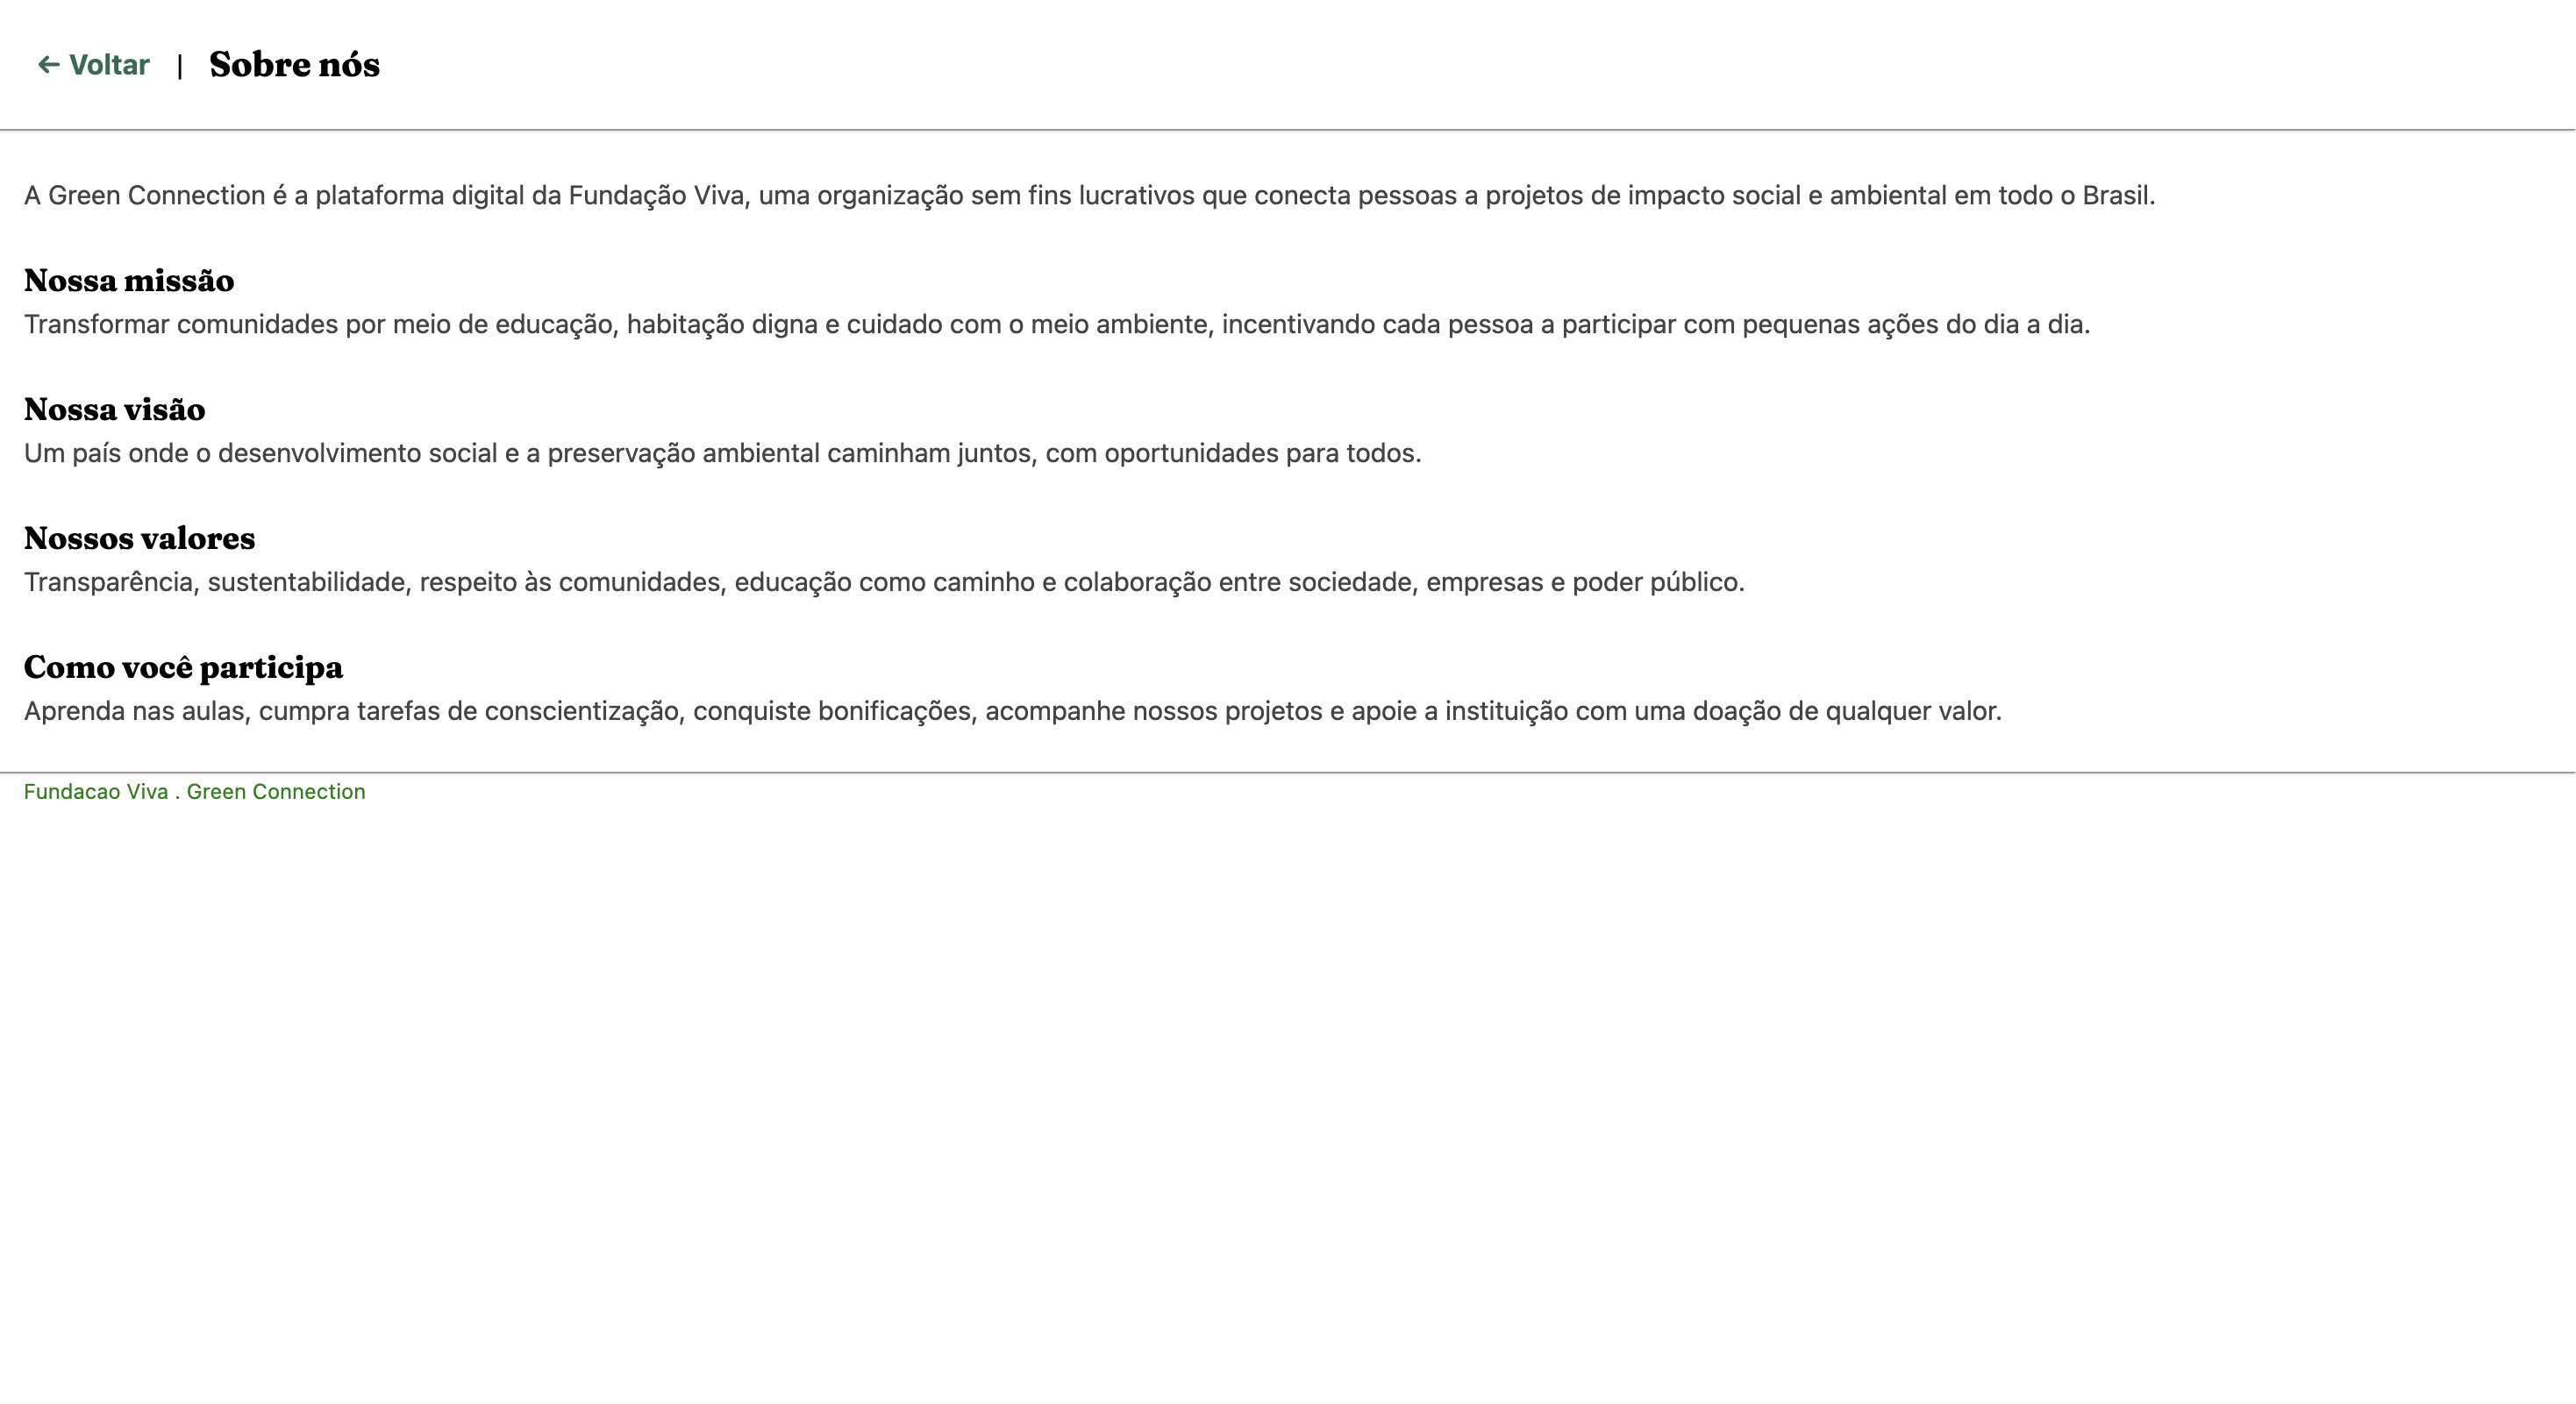 ← Voltar | Sobre nós
A Green Connection é a plataforma digital da Fundação Viva, uma organização sem fins lucrativos que conecta pessoas a projetos de impacto social e ambiental em todo o Brasil.
Nossa missão
Transformar comunidades por meio de educação, habitação digna e cuidado com o meio ambiente, incentivando cada pessoa a participar com pequenas ações do dia a dia.
Nossa visão
Um país onde o desenvolvimento social e a preservação ambiental caminham juntos, com oportunidades para todos.
Nossos valores
Transparência, sustentabilidade, respeito às comunidades, educação como caminho e colaboração entre sociedade, empresas e poder público.
Como você participa
Aprenda nas aulas, cumpra tarefas de conscientização, conquiste bonificações, acompanhe nossos projetos e apoie a instituição com uma doação de qualquer valor.
Fundacao Viva . Green Connection